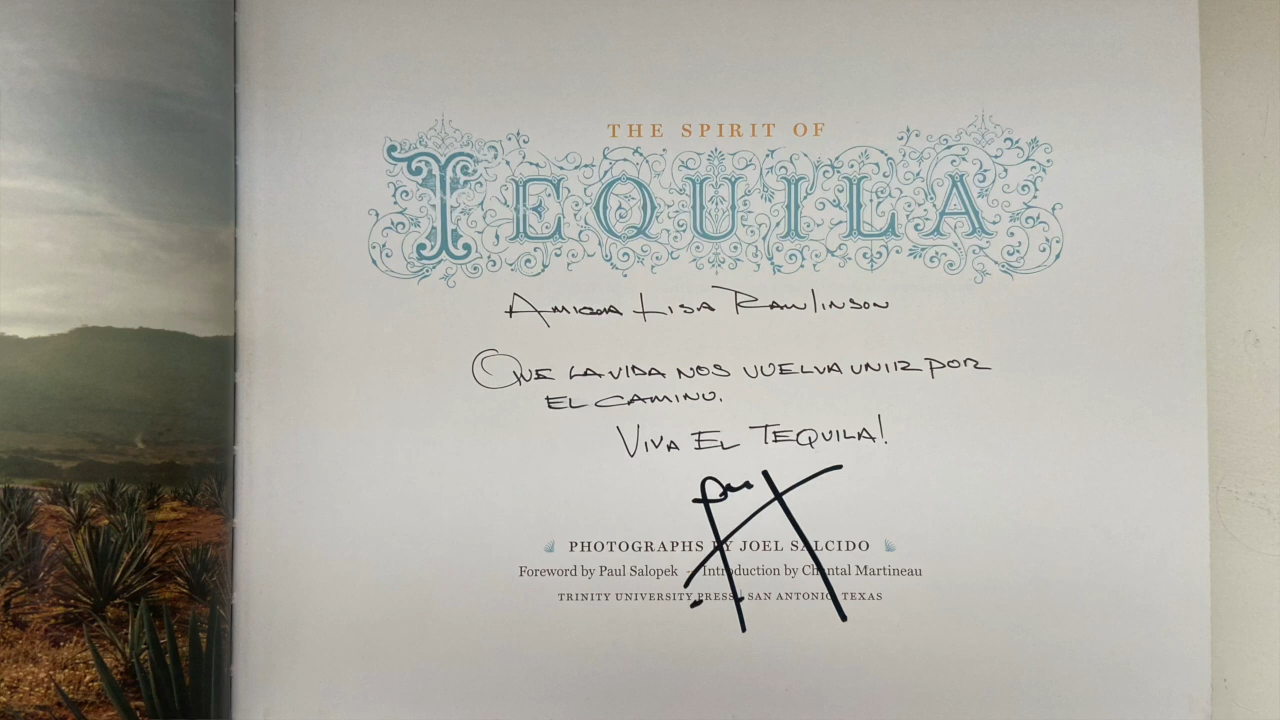 THE SPIRIT OF
TEQUILA
AMIGA LISA RAWLINSON
QUE LA VIDA NOS VUELVA UNIR POR
EL CAMINO.
VIVA EL TEQUILA!
PHOTOGRAPHS BY JOEL SALCIDO
Foreword by Paul Salopek - Introduction by Chantal Martineau
TRINITY UNIVERSITY PRESS | SAN ANTONIO, TEXAS